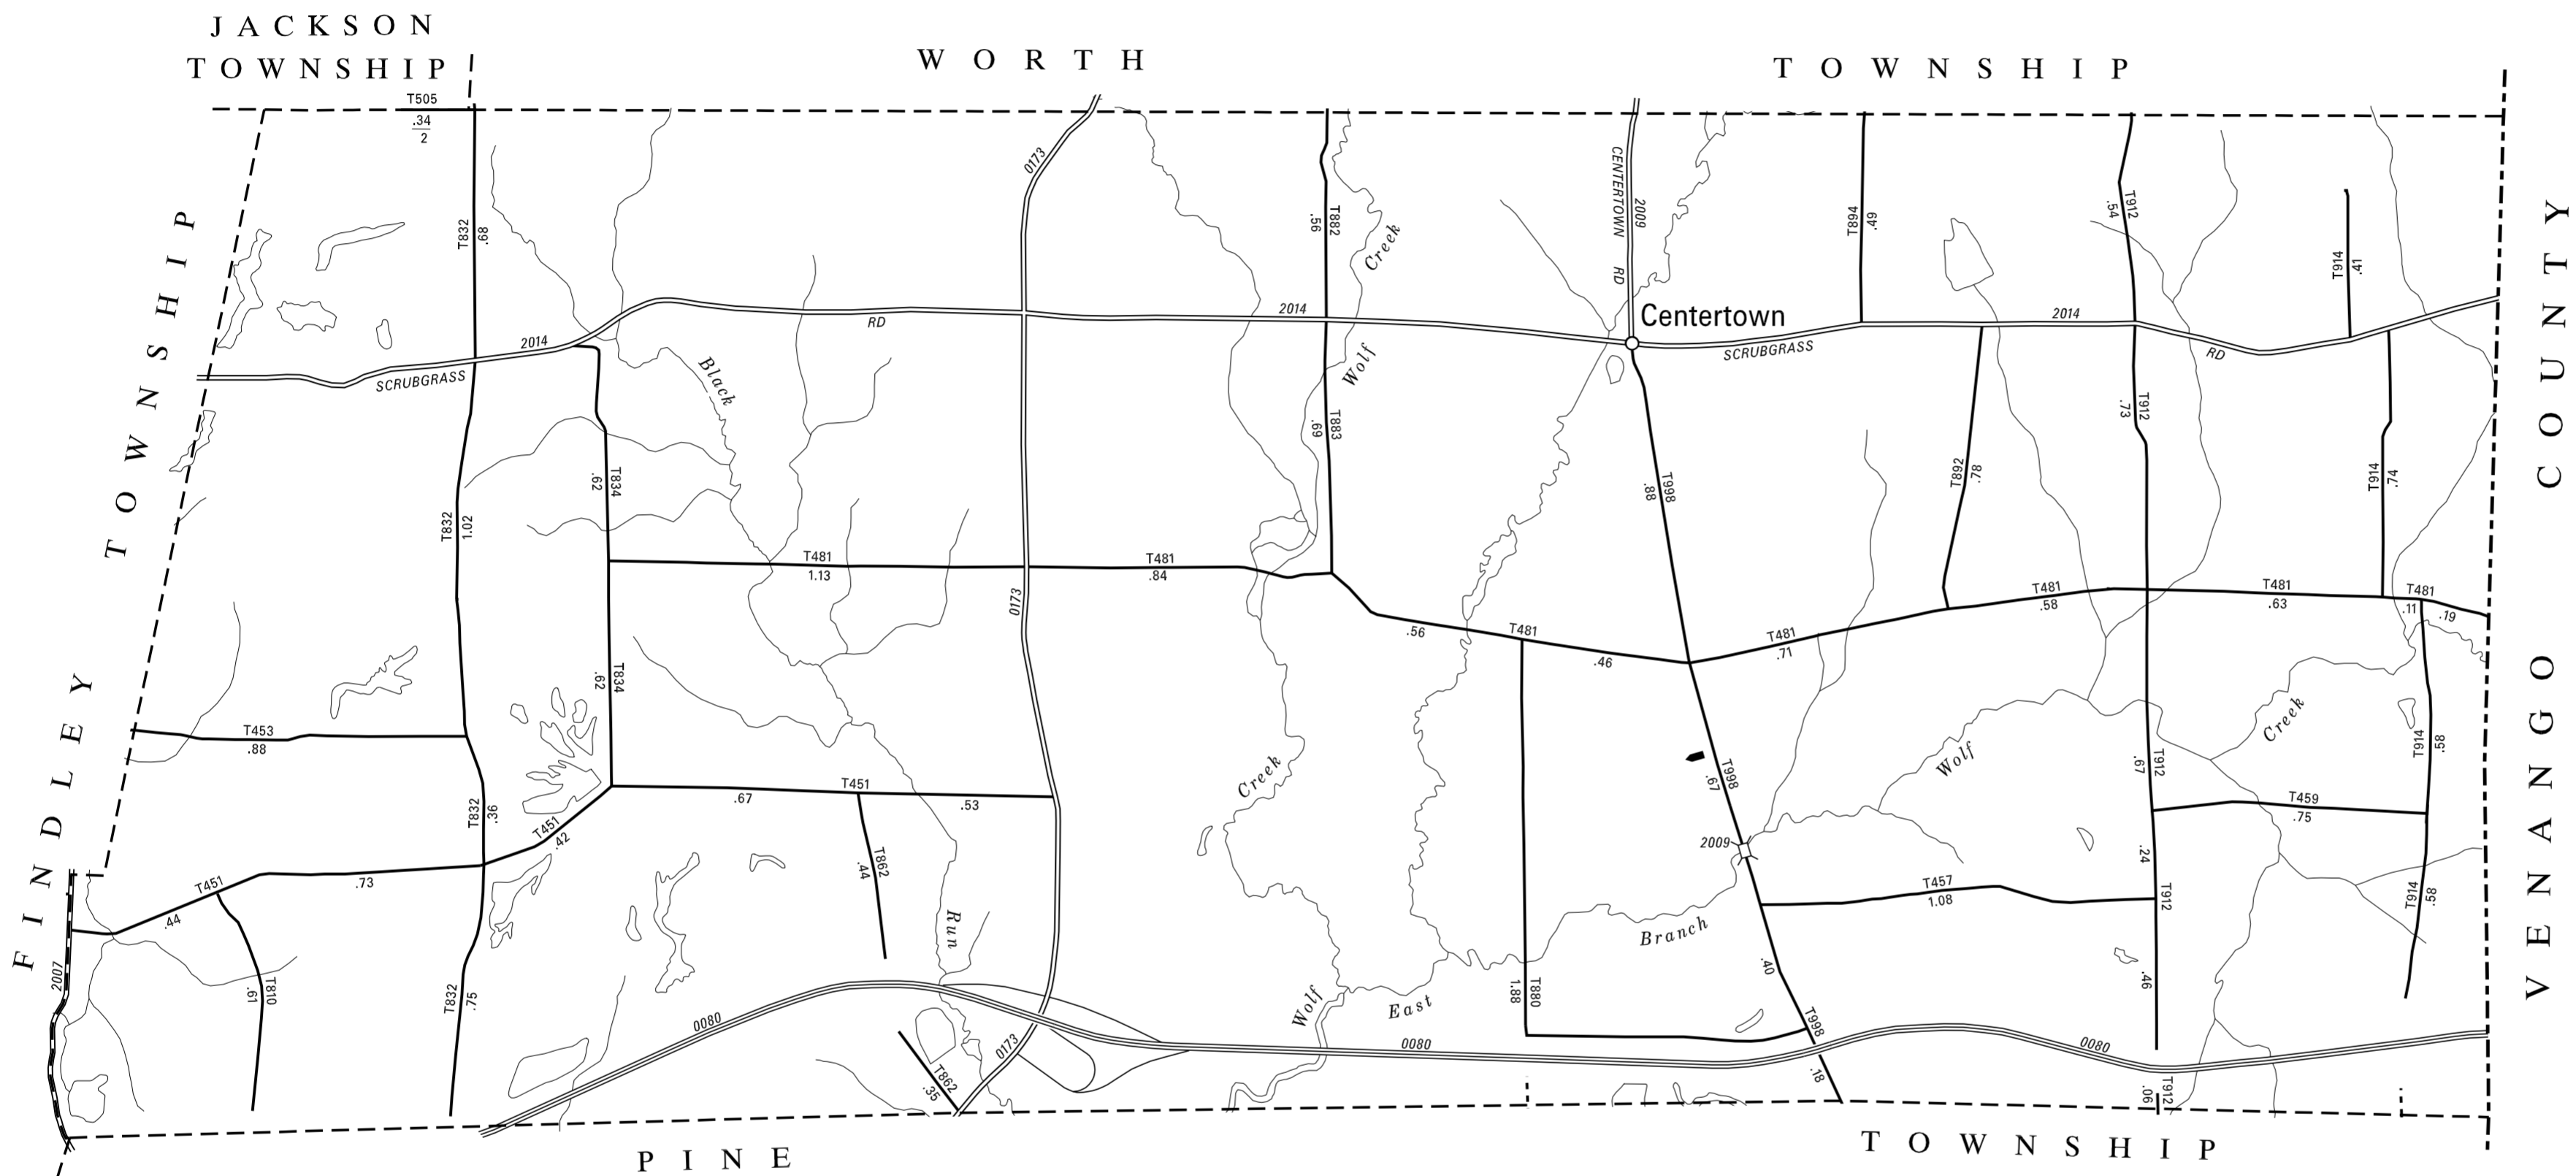 JACKSON
TOWNSHIP
WORTH
TOWNSHIP
T505
.34
2
0173
CENTERTOWN RD
2009
T832
.68
T882
.56
Creek
T894
.49
T912
.54
T914
.41
VENANGO COUNTY
FINDLEY TOWNSHIP
Centertown
2014
RD
2014
2014
SCRUBGRASS
2014
SCRUBGRASS
RD
Black
Wolf
T883
.69
T912
.73
T834
.62
T998
.88
T892
.78
T914
.74
T832
1.02
T481
1.13
T481
.84
0173
T481
.56
.46
T481
.71
T481
.58
T481
.63
T481
.11
.19
T834
.62
T453
.88
Creek
Wolf
Creek
T998
.67
T912
.67
T914
.58
T832
.36
T451
.67
.53
T451
.42
T459
.75
2009
T862
.44
.24
T451
.73
.44
T457
1.08
T912
T914
.58
Run
Branch
.40
.46
2007
T810
.61
T832
.75
Wolf
East
T880
1.88
0080
0173
0080
T998
0080
T862
.35
.18
T912
.06
PINE
TOWNSHIP